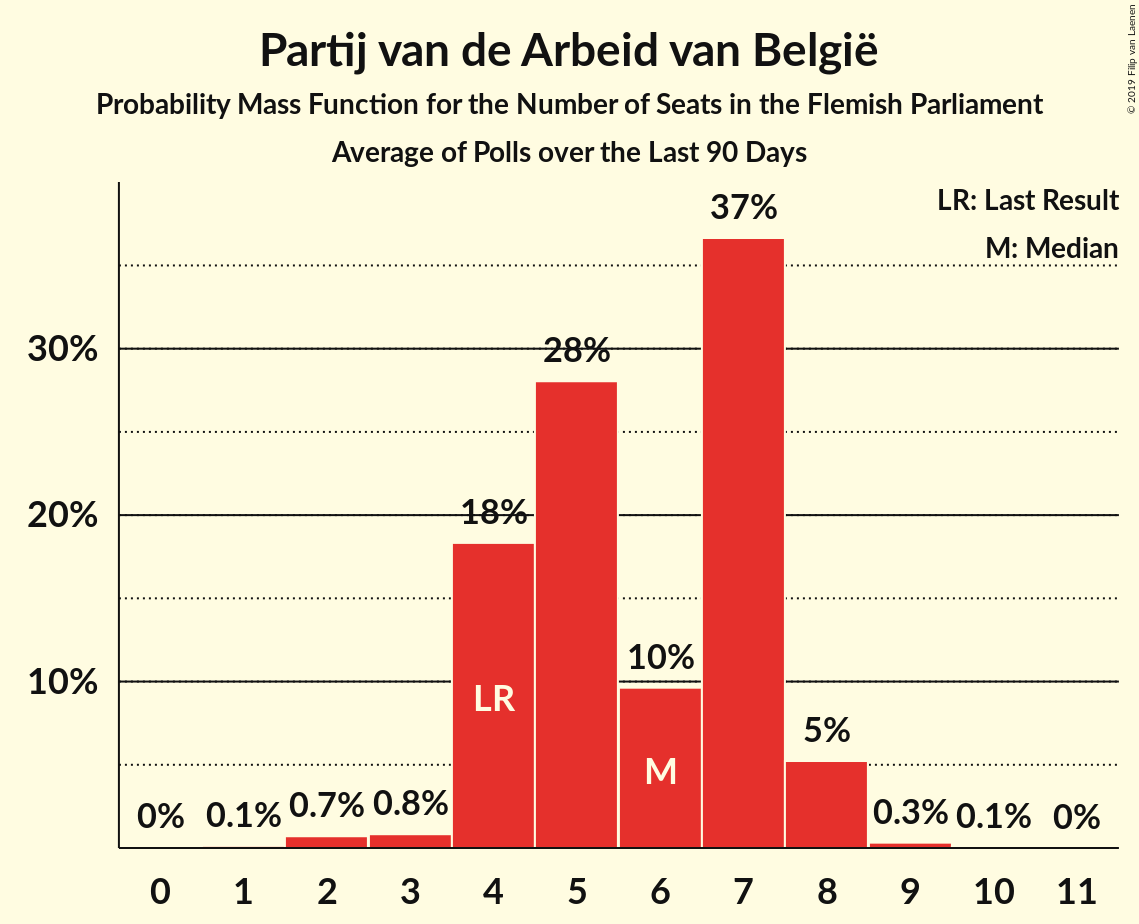 Partij van de Arbeid van België
Probability Mass Function for the Number of Seats in the Flemish Parliament
Average of Polls over the Last 90 Days
© 2019 Filip van Laenen
LR: Last Result
M: Median
37%
30%
28%
20%
18%
10%
10%
LR
M
5%
0%
0.1%
0.7%
0.8%
0.3%
0.1%
0%
0 1 2 3 4 5 6 7 8 9 10 11